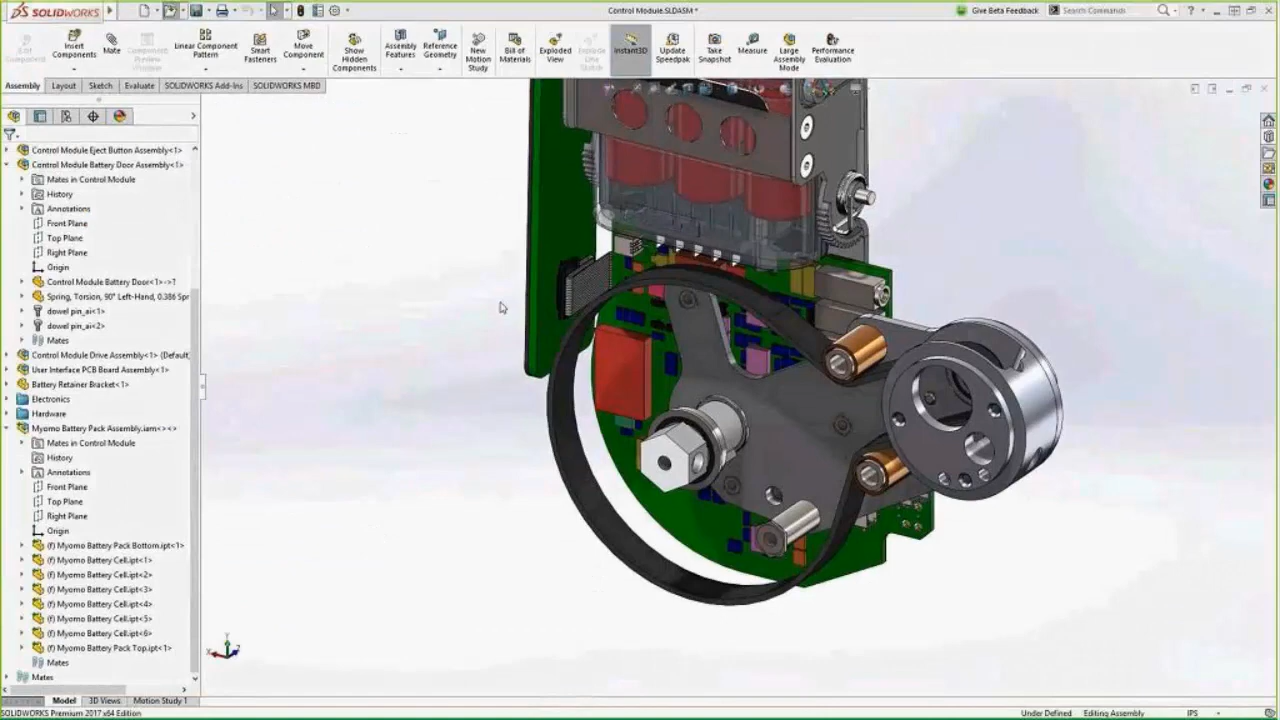 SOLIDWORKS
Control Module.SLDASM *
Give Beta Feedback
Search Commands
Edit Component
Insert Components
Mate
Component Preview Window
Linear Component Pattern
Smart Fasteners
Move Component
Show Hidden Components
Assembly Features
Reference Geometry
New Motion Study
Bill of Materials
Exploded View
Explode Line Sketch
Instant3D
Update Speedpak
Take Snapshot
Measure
Large Assembly Mode
Performance Evaluation
Assembly
Layout
Sketch
Evaluate
SOLIDWORKS Add-Ins
SOLIDWORKS MBD
Control Module Eject Button Assembly<1>
Control Module Battery Door Assembly<1>
Mates in Control Module
History
Annotations
Front Plane
Top Plane
Right Plane
Origin
Control Module Battery Door<1>->?
Spring, Torsion, 90° Left-Hand, 0.386 Spr
dowel pin_ai<1>
dowel pin_ai<2>
Mates
Control Module Drive Assembly<1> (Default
User Interface PCB Board Assembly<1>
Battery Retainer Bracket<1>
Electronics
Hardware
Myomo Battery Pack Assembly.iam<><>
Mates in Control Module
History
Annotations
Front Plane
Top Plane
Right Plane
Origin
(f) Myomo Battery Pack Bottom.ipt<1>
(f) Myomo Battery Cell.ipt<1>
(f) Myomo Battery Cell.ipt<2>
(f) Myomo Battery Cell.ipt<3>
(f) Myomo Battery Cell.ipt<4>
(f) Myomo Battery Cell.ipt<5>
(f) Myomo Battery Cell.ipt<6>
(f) Myomo Battery Pack Top.ipt<1>
Mates
Mates
Model
3D Views
Motion Study 1
SOLIDWORKS Premium 2017 x64 Edition
Under Defined
Editing Assembly
IPS